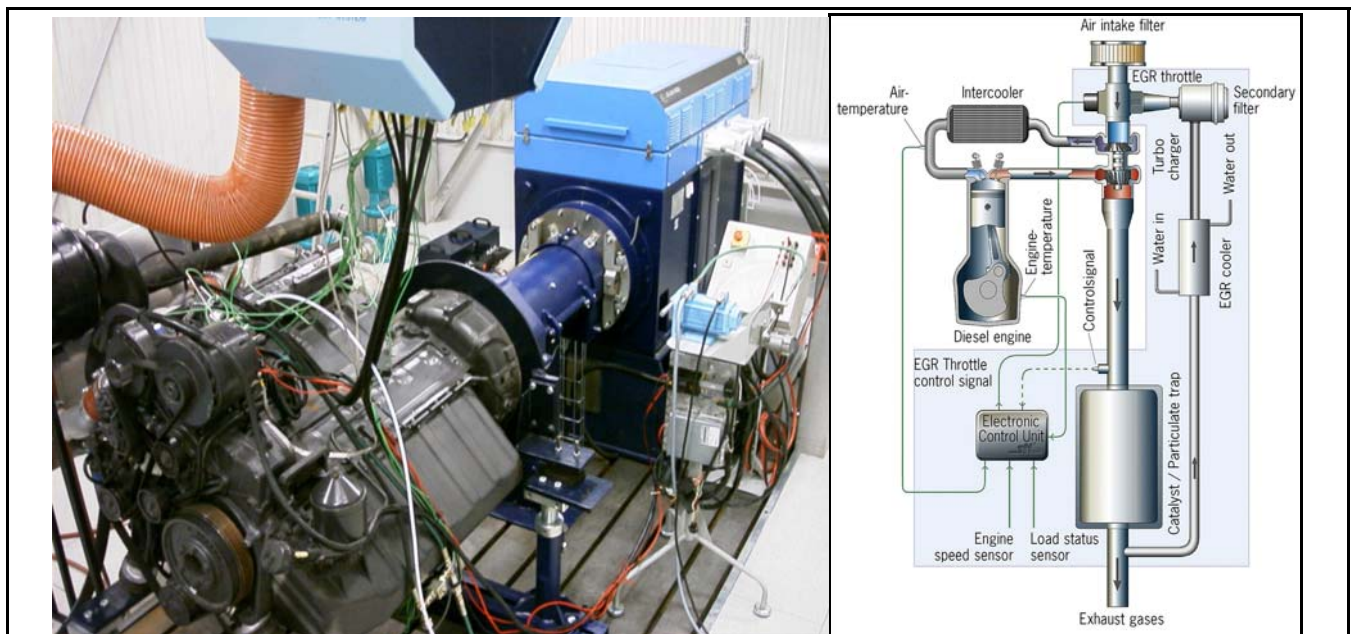 Air intake filter
EGR throttle
Air-
temperature
Intercooler
Secondary
filter
Turbo
charger
Water out
Water in
EGR cooler
Engine-
temperature
Controlsignal
Diesel engine
EGR Throttle
control signal
Electronic
Control Unit
Catalyst / Particulate trap
Engine
speed sensor
Load status
sensor
Exhaust gases